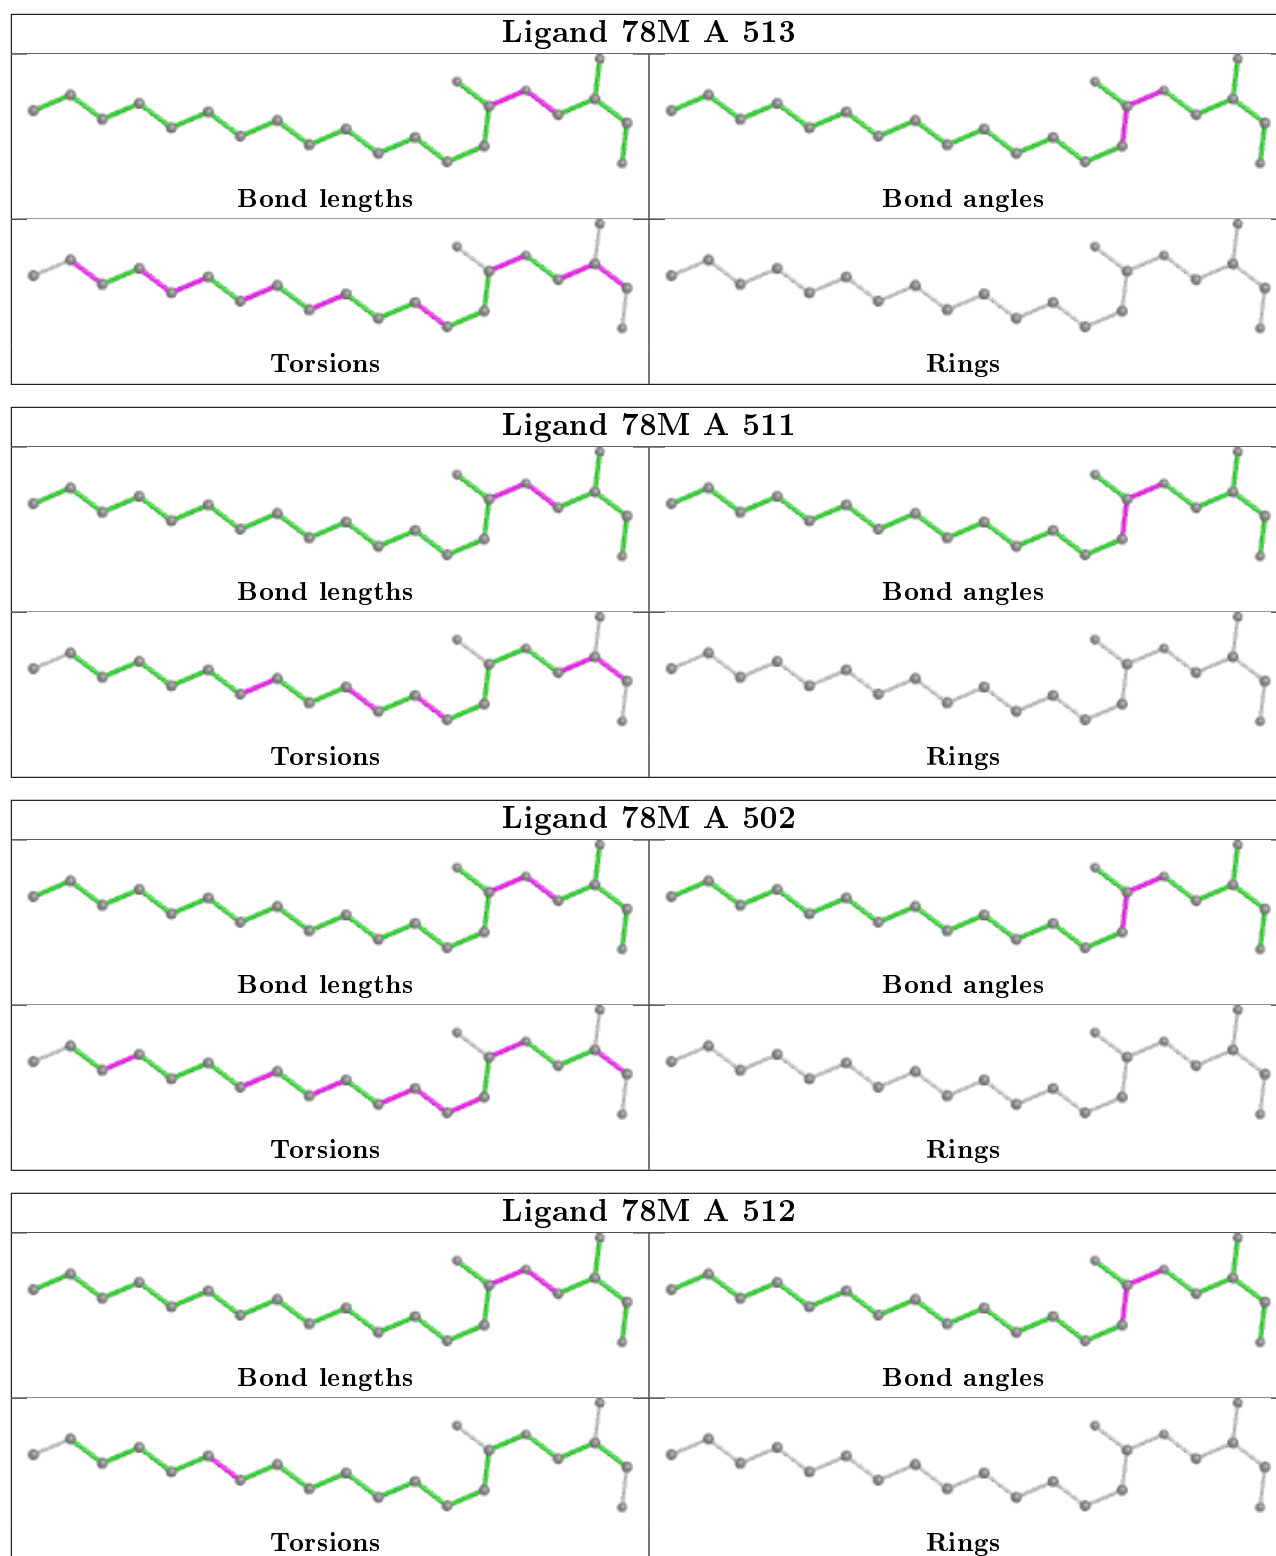 Ligand 78M A 513
Bond lengths
Bond angles
Torsions
Rings
Ligand 78M A 511
Bond lengths
Bond angles
Torsions
Rings
Ligand 78M A 502
Bond lengths
Bond angles
Torsions
Rings
Ligand 78M A 512
Bond lengths
Bond angles
Torsions
Rings